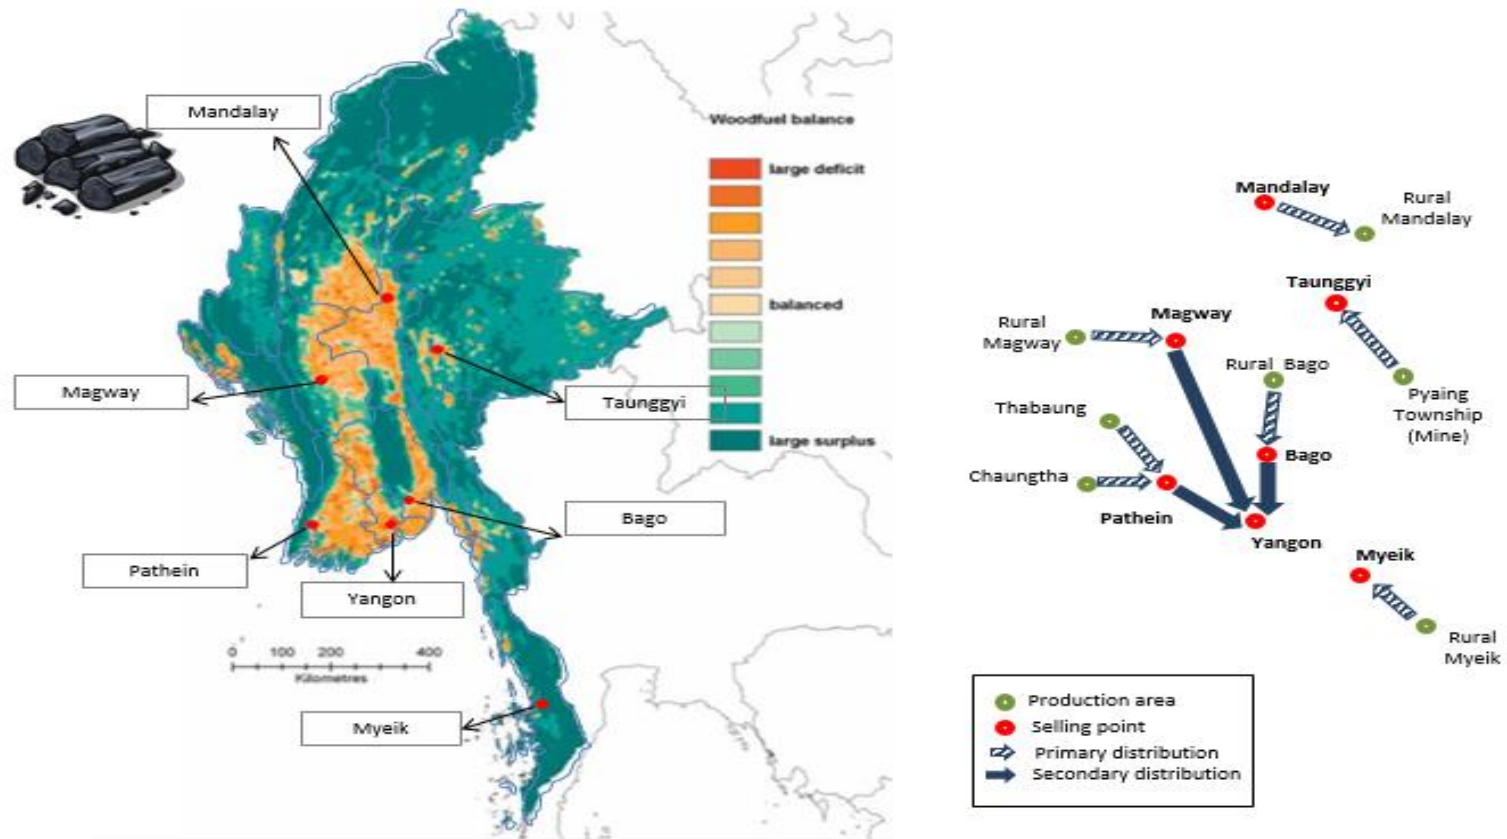 Mandalay
Magway
Pathein
Yangon
Myeik
Bago
Taunggyi
0 100 200 400
Kilometres
Woodfuel balance
large deficit
balanced
large surplus
Mandalay
Rural
Mandalay
Taunggyi
Magway
Rural
Magway
Rural Bago
Pyaing
Township
(Mine)
Thabaung
Bago
Chaungtha
Pathein
Yangon
Myeik
Rural
Myeik
Production area
Selling point
Primary distribution
Secondary distribution